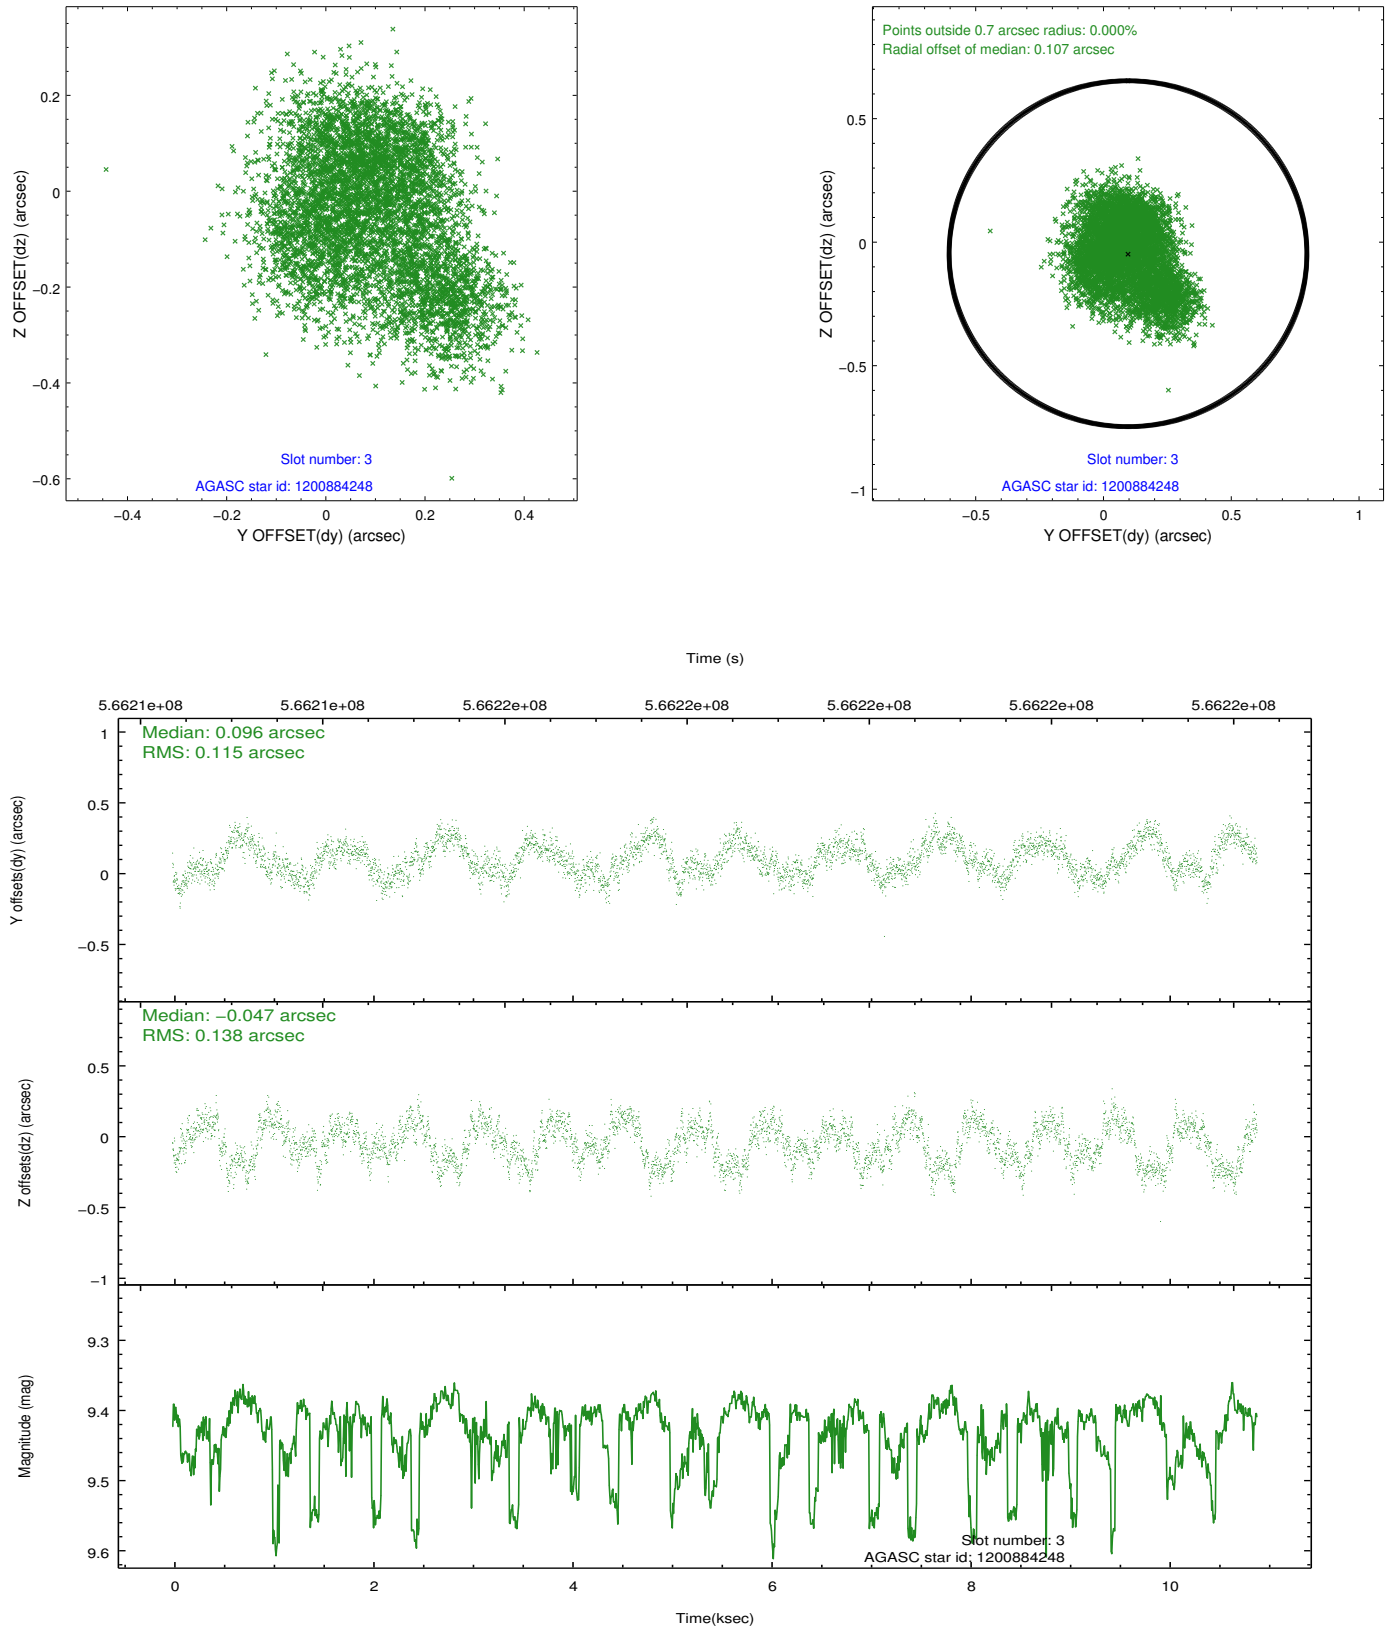 0.2
0
−0.2
−0.4
−0.6
−0.4
−0.2
0
0.2
0.4
Z OFFSET(dz) (arcsec)
Y OFFSET(dy) (arcsec)
Slot number: 3
AGASC star id: 1200884248
Points outside 0.7 arcsec radius: 0.000%
Radial offset of median: 0.107 arcsec
0.5
0
−0.5
−1
−0.5
0
0.5
1
Z OFFSET(dz) (arcsec)
Y OFFSET(dy) (arcsec)
Slot number: 3
AGASC star id: 1200884248
Time (s)
5.6621e+08
5.6621e+08
5.6622e+08
5.6622e+08
5.6622e+08
5.6622e+08
5.6622e+08
Median: 0.096 arcsec
RMS: 0.115 arcsec
1
0.5
0
−0.5
Y offsets(dy) (arcsec)
Median: −0.047 arcsec
RMS: 0.138 arcsec
0.5
0
−0.5
−1
Z offsets(dz) (arcsec)
9.3
9.4
9.5
9.6
Magnitude (mag)
Slot number: 3
AGASC star id: 1200884248
0
2
4
6
8
10
Time(ksec)